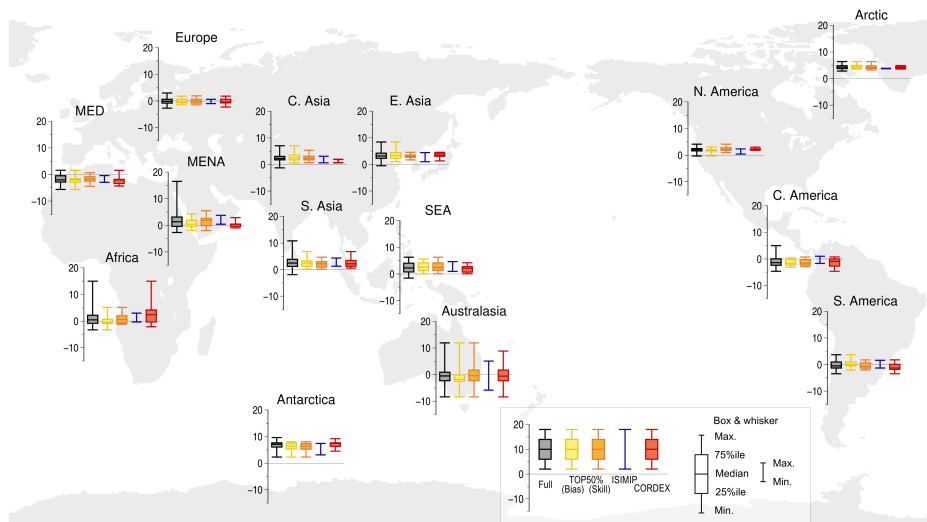 Arctic
20
10
0
−10
Europe
20
10
0
−10
N. America
20
10
0
−10
C. Asia
20
10
0
−10
E. Asia
20
10
0
−10
MED
20
10
0
−10
MENA
20
10
0
−10
C. America
20
10
0
−10
S. Asia
20
10
0
−10
SEA
20
10
0
−10
Africa
20
10
0
−10
S. America
20
10
0
−10
Australasia
20
10
0
−10
Antarctica
20
10
0
−10
20
10
0
−10
Full
TOP50%
(Bias) (Skill)
ISIMIP
CORDEX
Box & whisker
Max.
75%ile
Median
25%ile
Min.
Max.
Min.